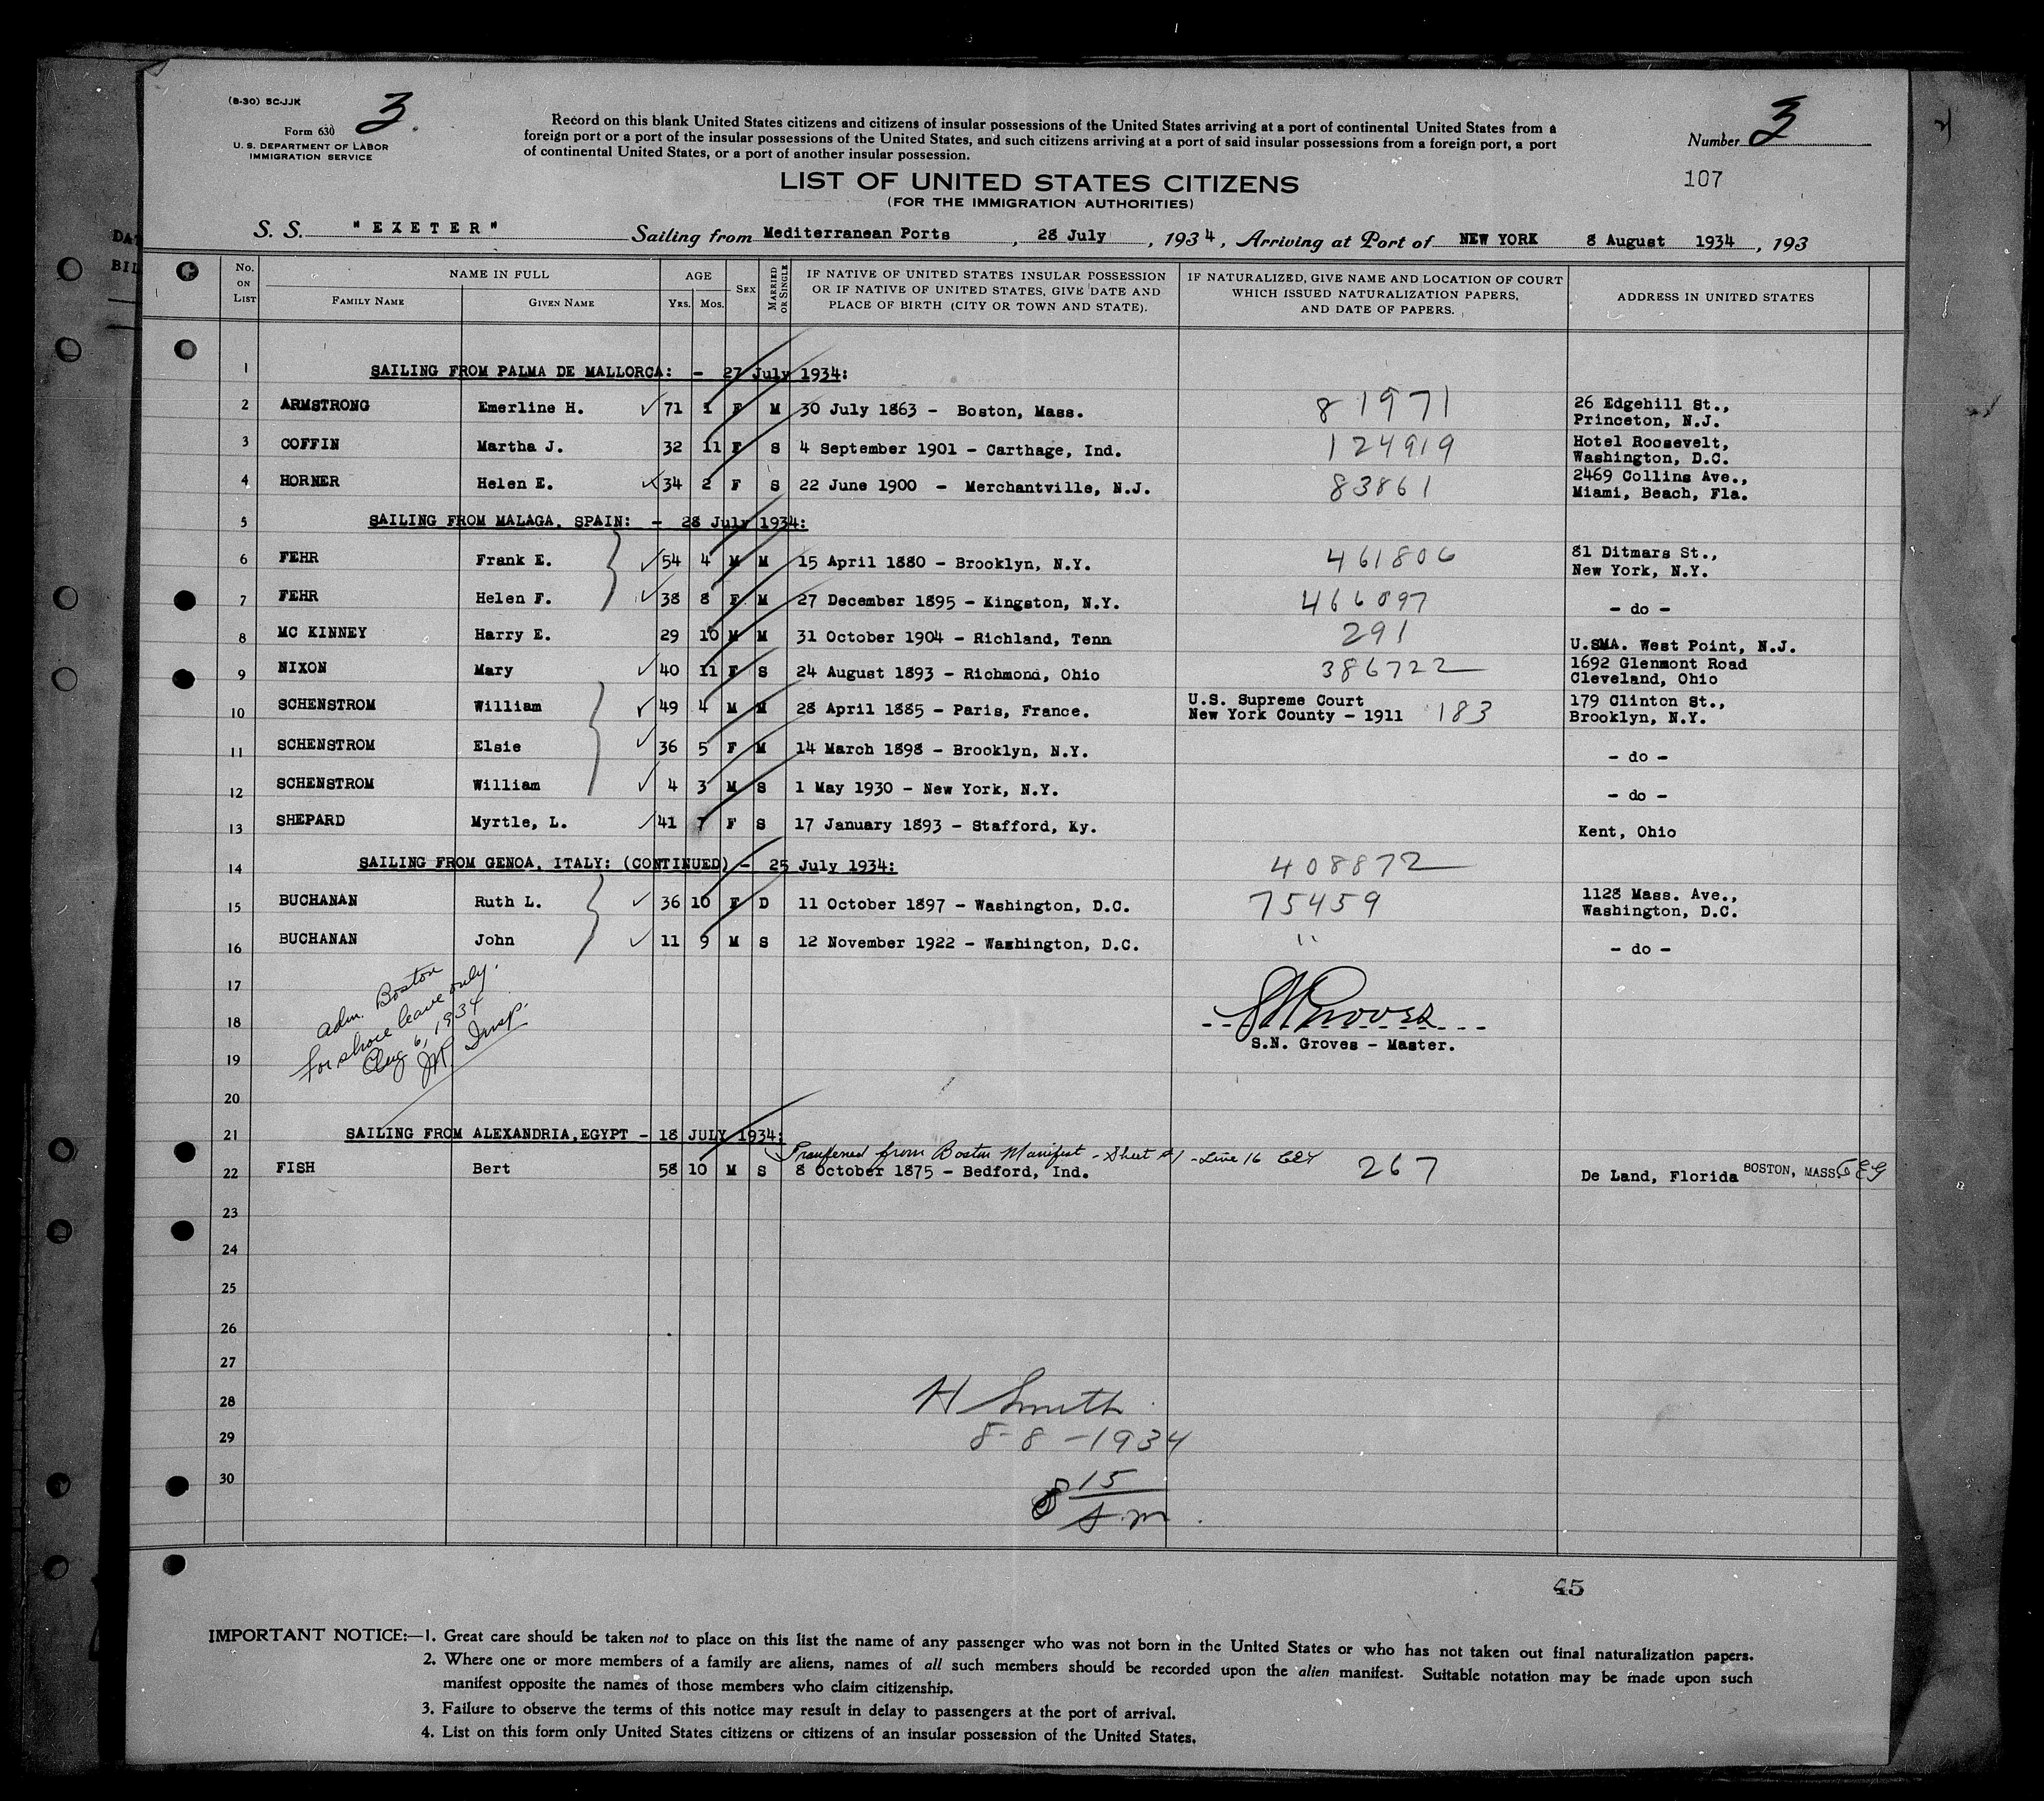 (8-30) SC-JJK
3.
Form 630
U. S. DEPARTMENT OF LABOR
IMMIGRATION SERVICE
Record on this blank United States citizens and citizens of insular possessions of the United States arriving at a port of continental United States from a
foreign port or a port of the insular possessions of the United States, and such citizens arriving at a port of said insular possessions from a foreign port, a port
of continental United States, or a port of another insular possession.
Number 3
107
LIST OF UNITED STATES CITIZENS
(FOR THE IMMIGRATION AUTHORITIES)
S. S. "EXETER" Sailing from Mediterranean Ports, 28 July, 1934, Arriving at Port of NEW YORK 8 August 1934, 193
DAT
BIL
No. ON LIST NAME IN FULL AGE SEX MARRIED OR SINGLE IF NATIVE OF UNITED STATES INSULAR POSSESSION OR IF NATIVE OF UNITED STATES, GIVE DATE AND PLACE OF BIRTH (CITY OR TOWN AND STATE). IF NATURALIZED, GIVE NAME AND LOCATION OF COURT WHICH ISSUED NATURALIZATION PAPERS, AND DATE OF PAPERS. ADDRESS IN UNITED STATES
FAMILY NAME GIVEN NAME YRS. MOS.
1 SAILING FROM PALMA DE MALLORCA: - 27 July 1934:
2 ARMSTRONG Emerline H. 71 1 F M 30 July 1863 - Boston, Mass. 81971 26 Edgehill St., Princeton, N.J.
3 COFFIN Martha J. 32 11 F S 4 September 1901 - Carthage, Ind. 124919 Hotel Roosevelt, Washington, D.C.
4 HORNER Helen E. 34 2 F S 22 June 1900 - Merchantville, N.J. 83861 2469 Collins Ave., Miami, Beach, Fla.
5 SAILING FROM MALAGA, SPAIN: - 28 July 1934:
6 FEHR Frank E. 54 4 M M 15 April 1880 - Brooklyn, N.Y. 461806 81 Ditmars St., New York, N.Y.
7 FEHR Helen F. 38 8 F M 27 December 1895 - Kingston, N.Y. 466097 - do -
8 MC KINNEY Harry E. 29 10 M M 31 October 1904 - Richland, Tenn 291 U.SMA. West Point, N.J.
9 NIXON Mary 40 11 F S 24 August 1893 - Richmond, Ohio 386722 1692 Glenmont Road Cleveland, Ohio
10 SCHENSTROM William 49 4 M M 28 April 1885 - Paris, France. U.S. Supreme Court New York County - 1911 183 179 Clinton St., Brooklyn, N.Y.
11 SCHENSTROM Elsie 36 5 F M 14 March 1898 - Brooklyn, N.Y. - do -
12 SCHENSTROM William 4 3 M S 1 May 1930 - New York, N.Y. - do -
13 SHEPARD Myrtle, L. 41 7 F S 17 January 1893 - Stafford, Ky. Kent, Ohio
14 SAILING FROM GENOA, ITALY: (CONTINUED) - 25 July 1934: 408872
15 BUCHANAN Ruth L. 36 10 F D 11 October 1897 - Washington, D.C. 75459 1128 Mass. Ave., Washington, D.C.
16 BUCHANAN John 11 9 M S 12 November 1922 - Washington, D.C. " - do -
17
adm. Boston
for shore leave only.
Aug 6, 1934
Insp.
18
S.N. Groves - Master.
19
20
21 SAILING FROM ALEXANDRIA, EGYPT - 18 JULY 1934:
Transferred from Boston Manifest - Sheet #1 - Line 16
22 FISH Bert 58 10 M S 8 October 1875 - Bedford, Ind. 267 De Land, Florida BOSTON, MASS.
23
24
25
26
27
28
H Smith
29
8-8-1934
30
8 15
A.M.
45
IMPORTANT NOTICE:—1. Great care should be taken not to place on this list the name of any passenger who was not born in the United States or who has not taken out final naturalization papers.
2. Where one or more members of a family are aliens, names of all such members should be recorded upon the alien manifest. Suitable notation may be made upon such
manifest opposite the names of those members who claim citizenship.
3. Failure to observe the terms of this notice may result in delay to passengers at the port of arrival.
4. List on this form only United States citizens or citizens of an insular possession of the United States.